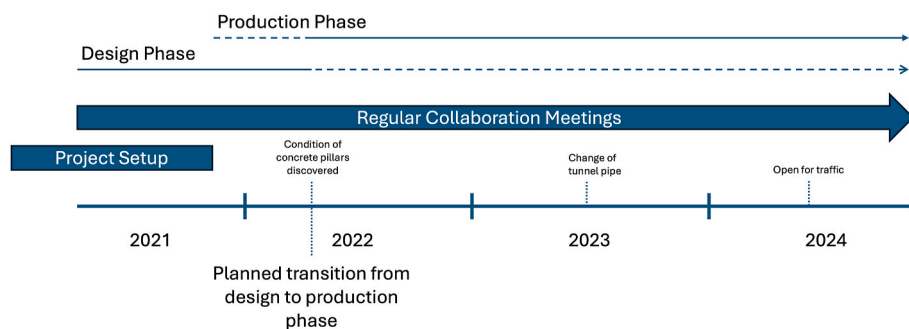 Production Phase
Design Phase
Regular Collaboration Meetings
Project Setup
Condition of
concrete pillars
discovered
Change of
tunnel pipe
Open for traffic
2021
2022
2023
2024
Planned transition from
design to production
phase